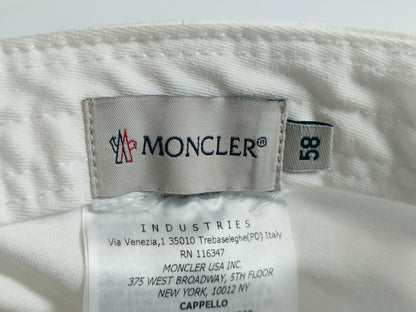 MONCLER®
58
INDUSTRIES
Via Venezia,1 35010 Trebaseleghe(PD) Italy
RN 116347
MONCLER USA INC.
375 WEST BROADWAY, 5TH FLOOR
NEW YORK, 10012 NY
CAPPELLO